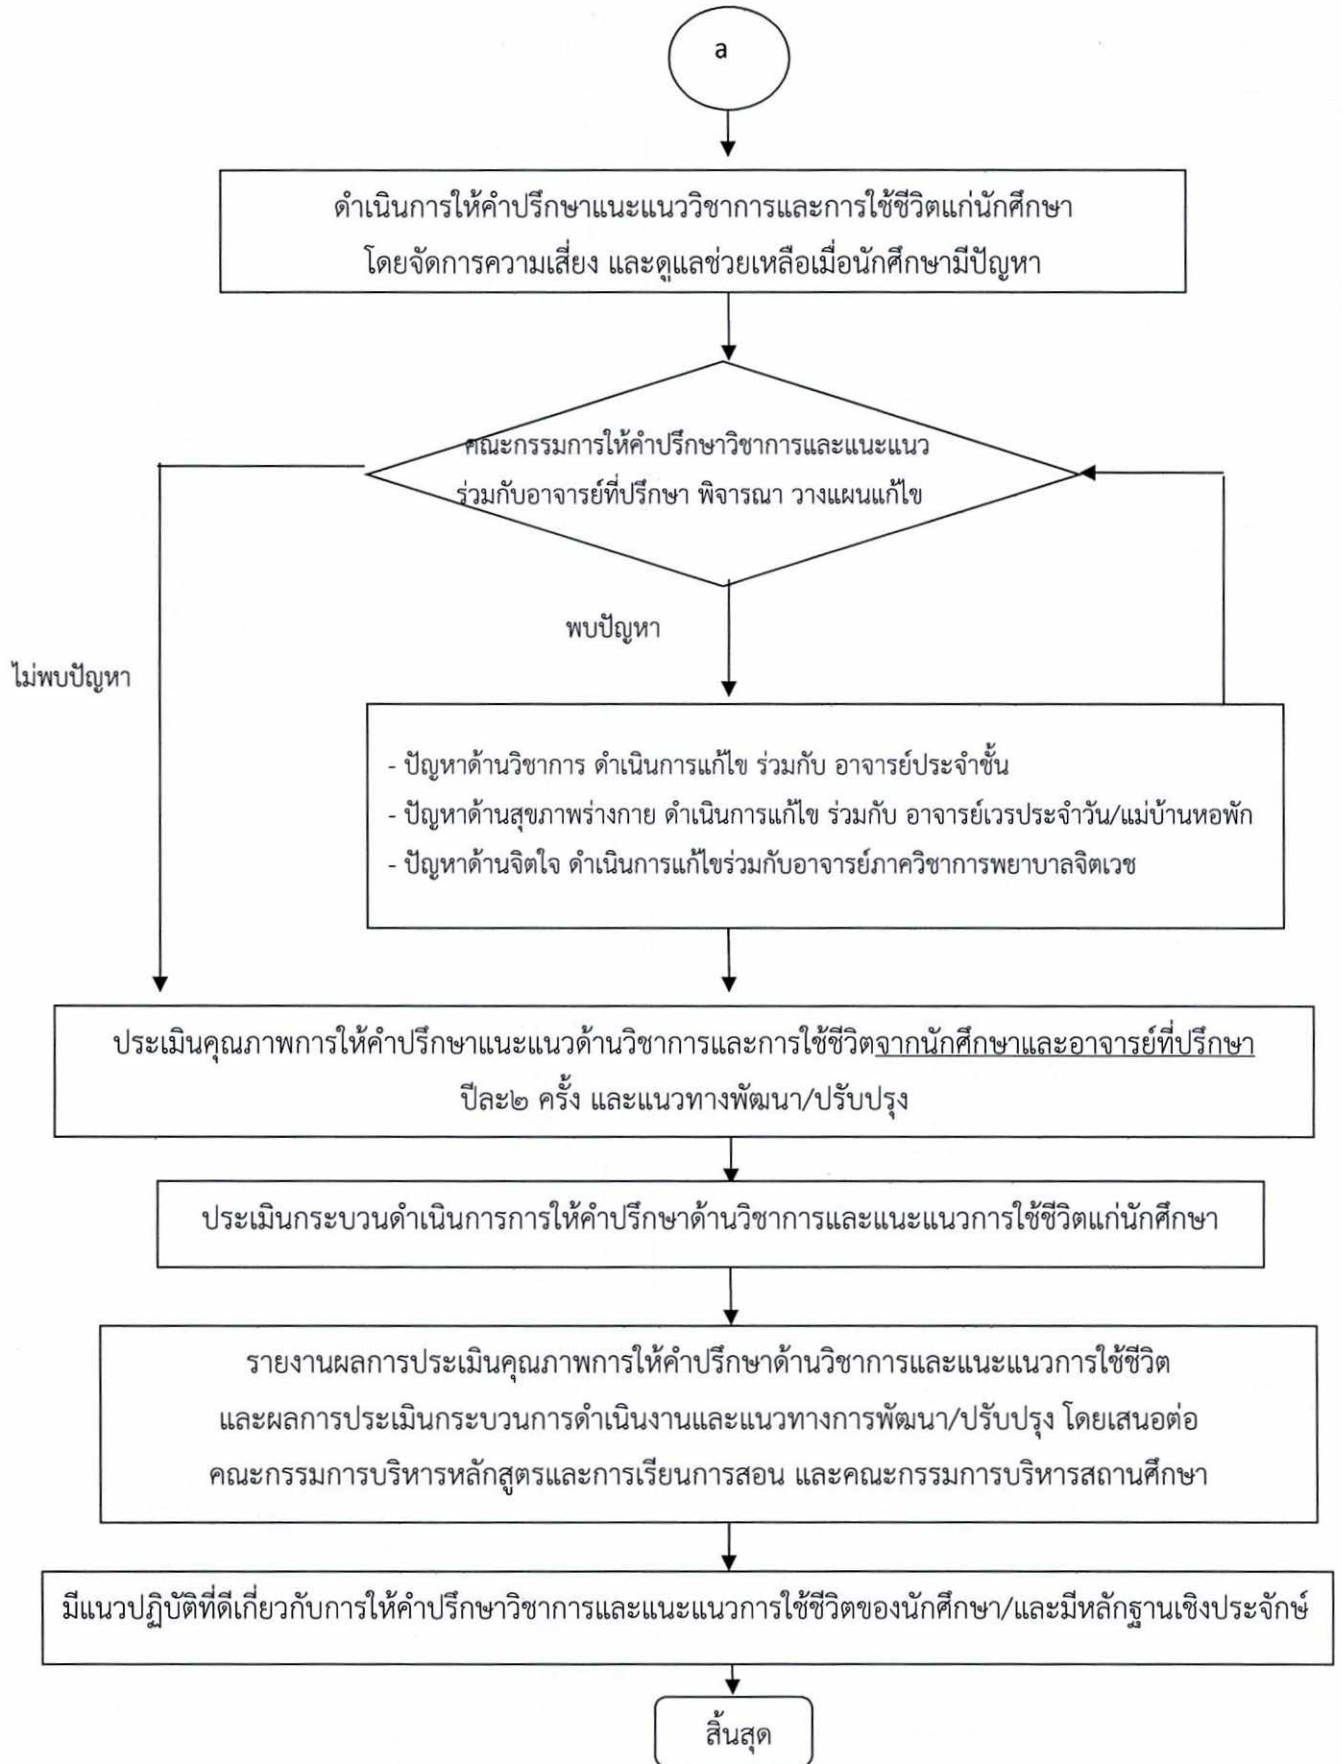 a
ดำเนินการให้คำปรึกษาแนะแนววิชาการและการใช้ชีวิตแก่นักศึกษา
โดยจัดการความเสี่ยง และดูแลช่วยเหลือเมื่อนักศึกษามีปัญหา
คณะกรรมการให้คำปรึกษาวิชาการและแนะแนว
ร่วมกับอาจารย์ที่ปรึกษา พิจารณา วางแผนแก้ไข
พบปัญหา
ไม่พบปัญหา
- ปัญหาด้านวิชาการ ดำเนินการแก้ไข ร่วมกับ อาจารย์ประจำชั้น
- ปัญหาด้านสุขภาพร่างกาย ดำเนินการแก้ไข ร่วมกับ อาจารย์เวรประจำวัน/แม่บ้านหอพัก
- ปัญหาด้านจิตใจ ดำเนินการแก้ไขร่วมกับอาจารย์ภาควิชาการพยาบาลจิตเวช
ประเมินคุณภาพการให้คำปรึกษาแนะแนวด้านวิชาการและการใช้ชีวิตจากนักศึกษาและอาจารย์ที่ปรึกษา
ปีละ๒ ครั้ง และแนวทางพัฒนา/ปรับปรุง
ประเมินกระบวนดำเนินการการให้คำปรึกษาด้านวิชาการและแนะแนวการใช้ชีวิตแก่นักศึกษา
รายงานผลการประเมินคุณภาพการให้คำปรึกษาด้านวิชาการและแนะแนวการใช้ชีวิต
และผลการประเมินกระบวนการดำเนินงานและแนวทางการพัฒนา/ปรับปรุง โดยเสนอต่อ
คณะกรรมการบริหารหลักสูตรและการเรียนการสอน และคณะกรรมการบริหารสถานศึกษา
มีแนวปฏิบัติที่ดีเกี่ยวกับการให้คำปรึกษาวิชาการและแนะแนวการใช้ชีวิตของนักศึกษา/และมีหลักฐานเชิงประจักษ์
สิ้นสุด